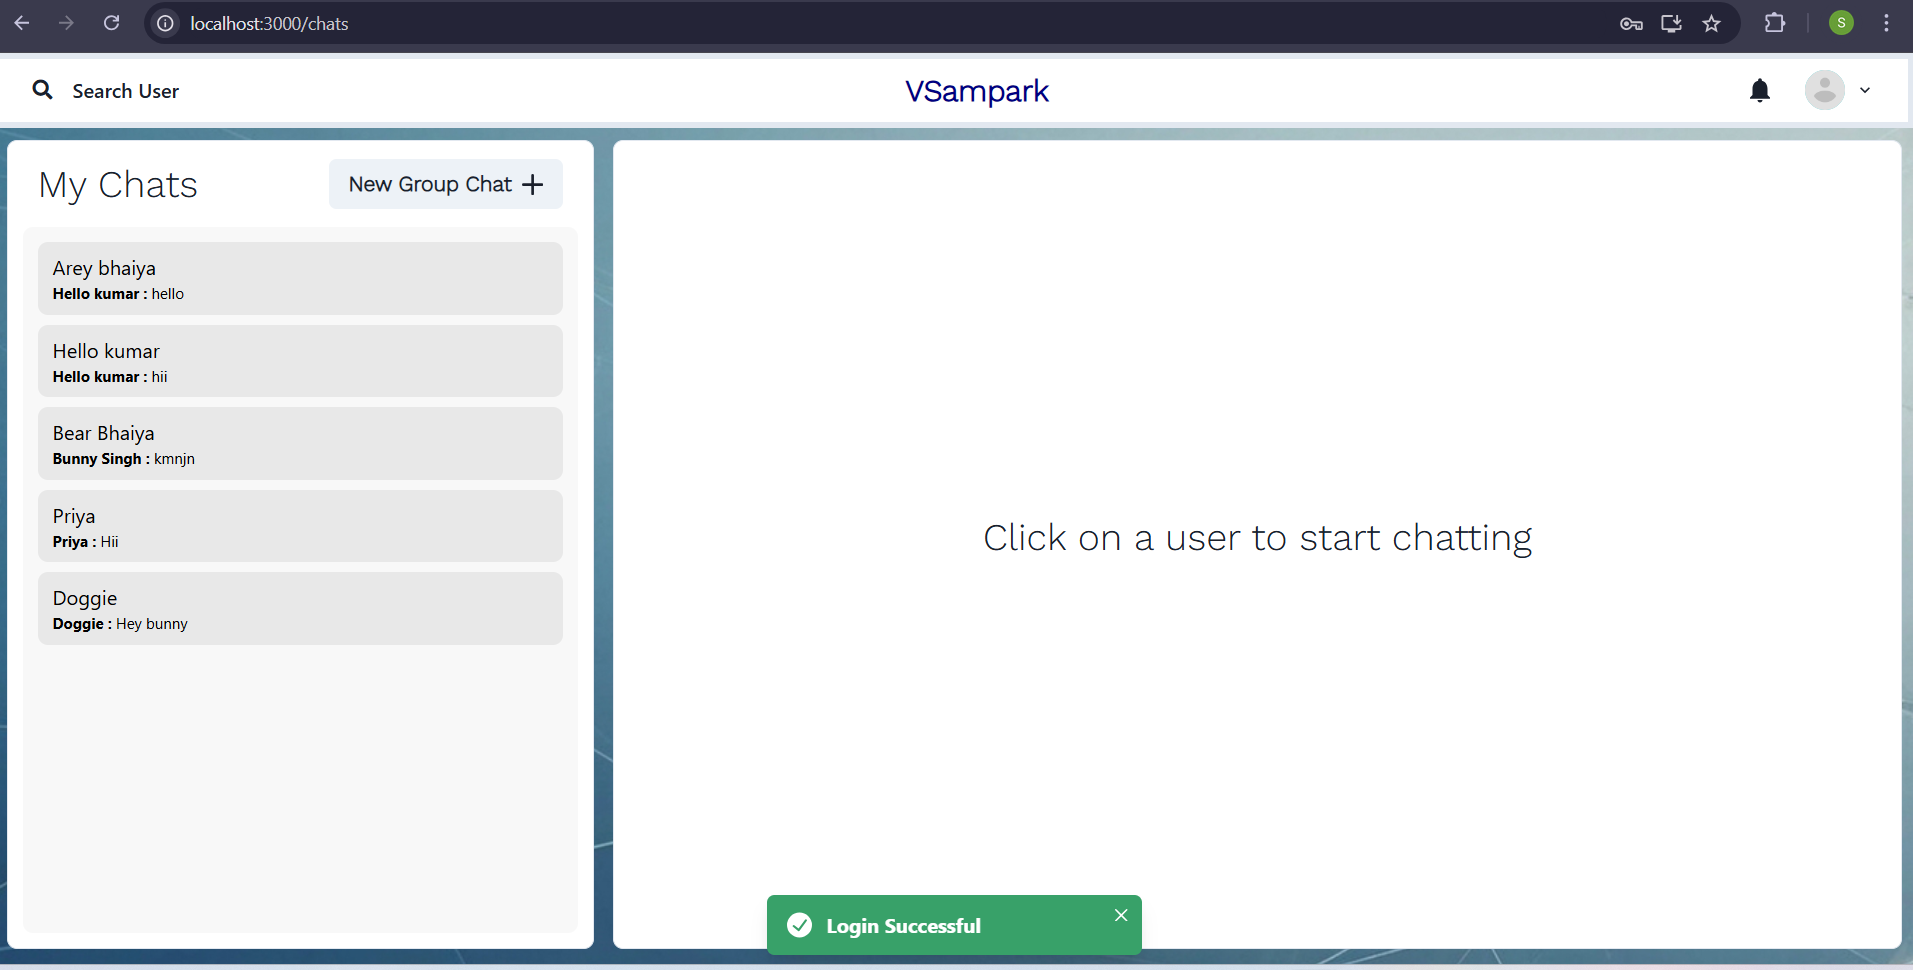 localhost:3000/chats
S
Search User
VSampark
My Chats
New Group Chat
Arey bhaiya
Hello kumar : hello
Hello kumar
Hello kumar : hii
Bear Bhaiya
Bunny Singh : kmnjn
Priya
Priya : Hii
Doggie
Doggie : Hey bunny
Click on a user to start chatting
Login Successful